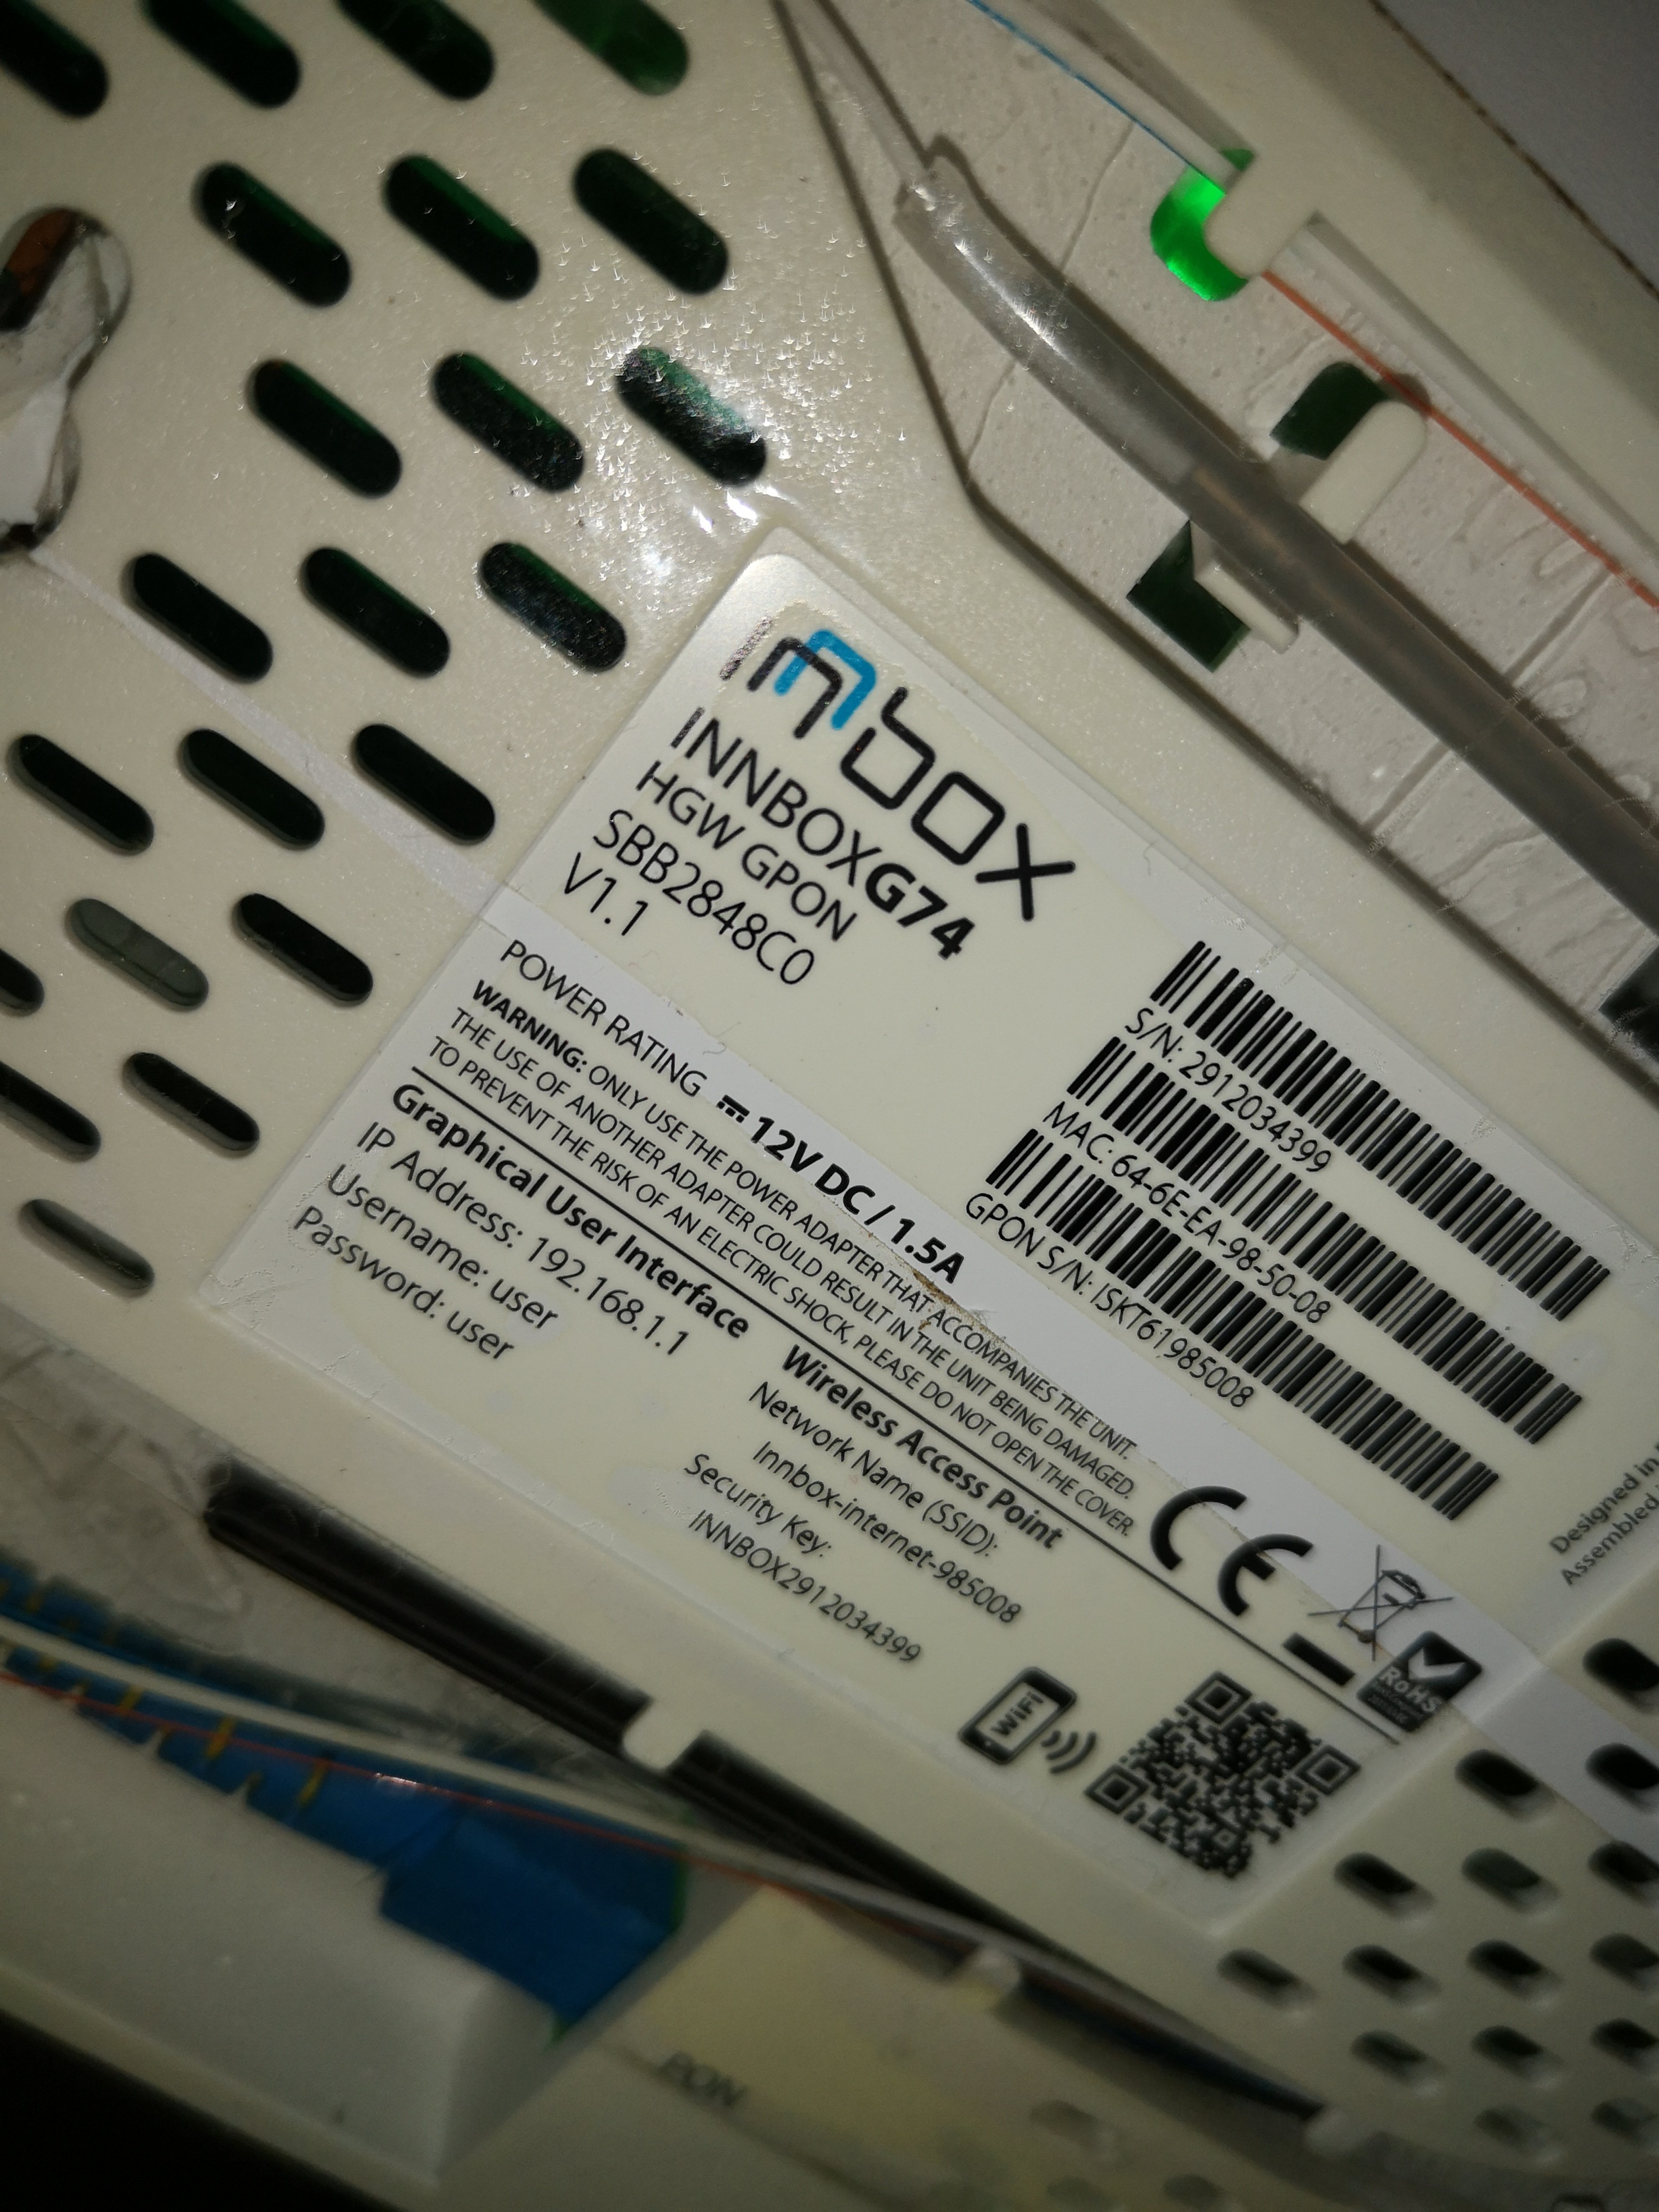 innbox
INNBOXG74
HGW GPON
SBB2848C0
V1.1
S/N: 2912034399
MAC: 64-6E-EA-98-50-08
GPON S/N: ISKT61985008
POWER RATING ⎓ 12V DC / 1.5A
WARNING: ONLY USE THE POWER ADAPTER THAT ACCOMPANIES THE UNIT.
THE USE OF ANOTHER ADAPTER COULD RESULT IN THE UNIT BEING DAMAGED.
TO PREVENT THE RISK OF AN ELECTRIC SHOCK, PLEASE DO NOT OPEN THE COVER.
Graphical User Interface
IP Address: 192.168.1.1
Username: user
Password: user
Wireless Access Point
Network Name (SSID):
Innbox-internet-985008
Security Key:
INNBOX2912034399
WiFi
CE
RoHS
Designed in
Assembled
PON